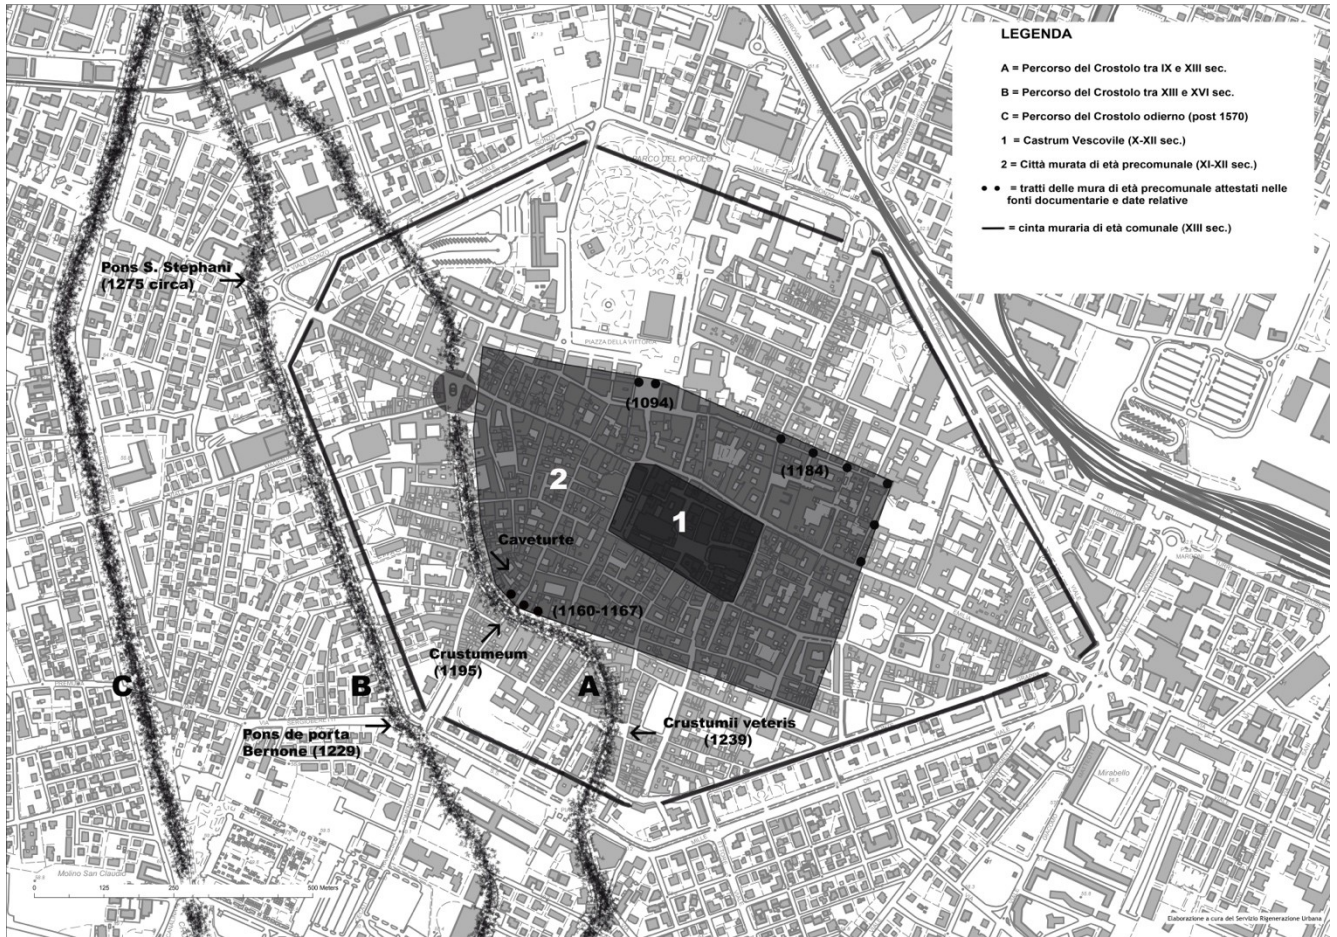 LEGENDA
A = Percorso del Crostolo tra IX e XIII sec.
B = Percorso del Crostolo tra XIII e XVI sec.
C = Percorso del Crostolo odierno (post 1570)
1 = Castrum Vescovile (X-XII sec.)
2 = Città murata di età precomunale (XI-XII sec.)
= tratti delle mura di età precomunale attestati nelle
fonti documentarie e date relative
= cinta muraria di età comunale (XIII sec.)
PARCO DEL POPOLO
Pons S. Stephani
(1275 circa)
PIAZZA DELLA VITTORIA
(1094)
(1184)
2
1
Caveturte
(1160-1167)
Crustumeum
(1195)
C
B
A
Pons de porta
Bernone (1229)
Crustumii veteris
(1239)
Mirabello
Molino San Claudio
0 125 250 500 Meters
Elaborazione a cura del Servizio Rigenerazione Urbana